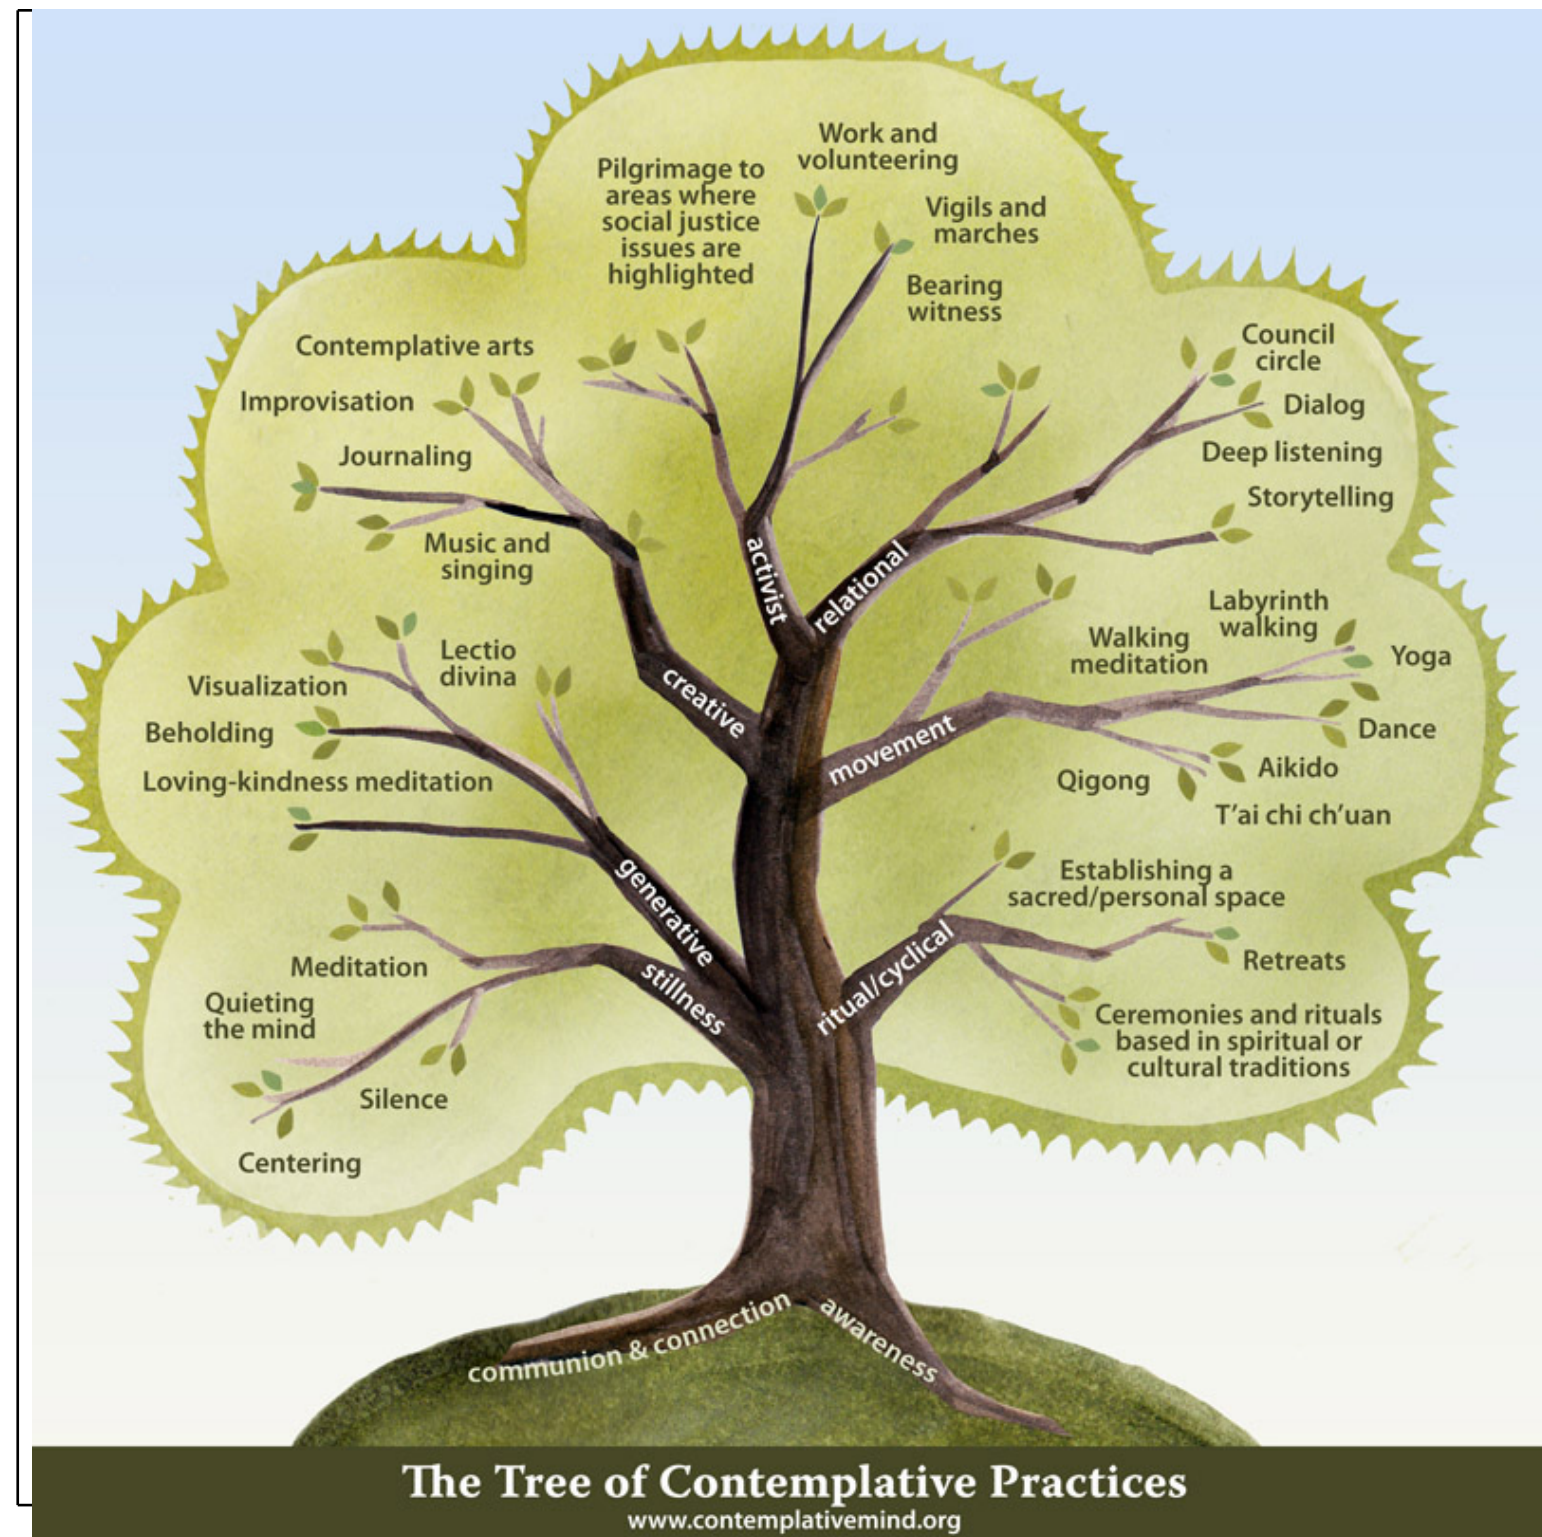 Work and
volunteering
Pilgrimage to
areas where
social justice
issues are
highlighted
Vigils and
marches
Bearing
witness
Contemplative arts
Improvisation
Journaling
Music and
singing
Council
circle
Dialog
Deep listening
Storytelling
activist
relational
creative
movement
Labyrinth
walking
Walking
meditation
Yoga
Dance
Aikido
Qigong
T’ai chi ch’uan
Lectio
divina
Visualization
Beholding
Loving-kindness meditation
generative
stillness
ritual/cyclical
Establishing a
sacred/personal space
Retreats
Ceremonies and rituals
based in spiritual or
cultural traditions
Meditation
Quieting
the mind
Silence
Centering
communion & connection
awareness
The Tree of Contemplative Practices
www.contemplativemind.org